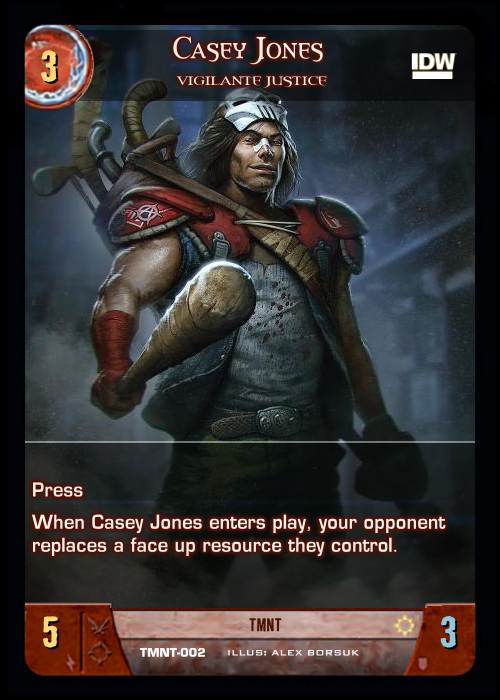 3
Casey Jones
Vigilante Justice
IDW
Press
When Casey Jones enters play, your opponent
replaces a face up resource they control.
5
TMNT
3
TMNT-002 ILLUS: ALEX BORSUK